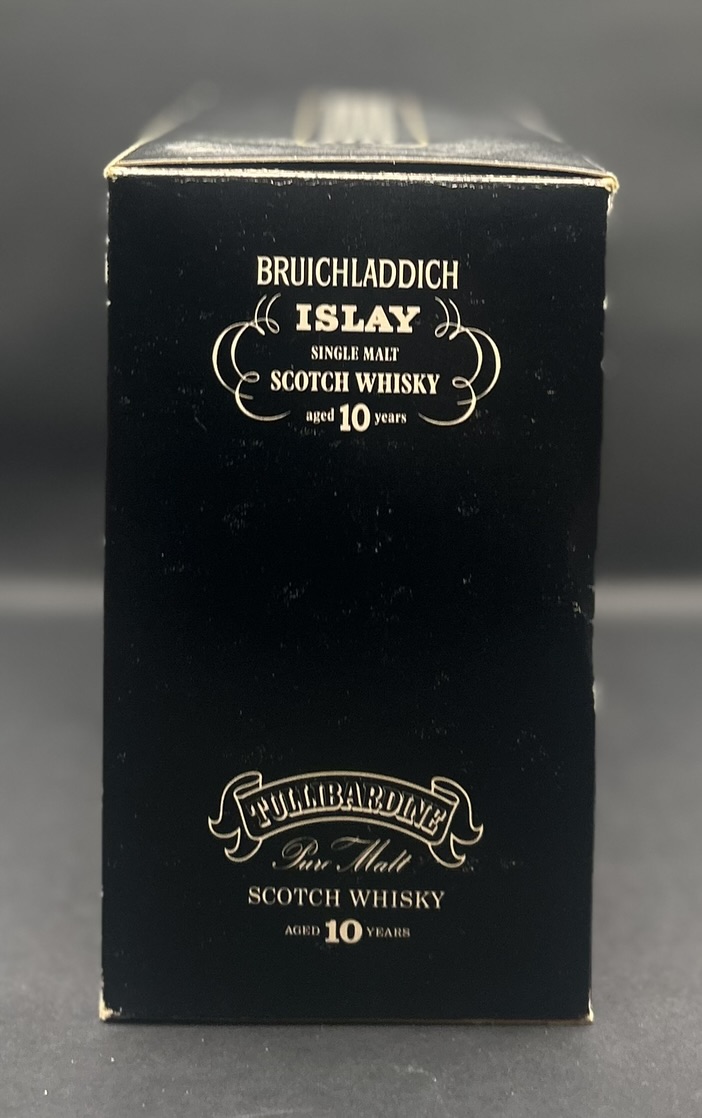 BRUICHLADDICH
ISLAY
SINGLE MALT
SCOTCH WHISKY
aged 10 years
TULLIBARDINE
Pure Malt
SCOTCH WHISKY
AGED 10 YEARS